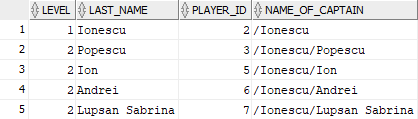 LEVEL LAST_NAME PLAYER_ID NAME_OF_CAPTAIN
1 1 Ionescu 2 /Ionescu
2 2 Popescu 3 /Ionescu/Popescu
3 2 Ion 5 /Ionescu/Ion
4 2 Andrei 6 /Ionescu/Andrei
5 2 Lupsan Sabrina 7 /Ionescu/Lupsan Sabrina